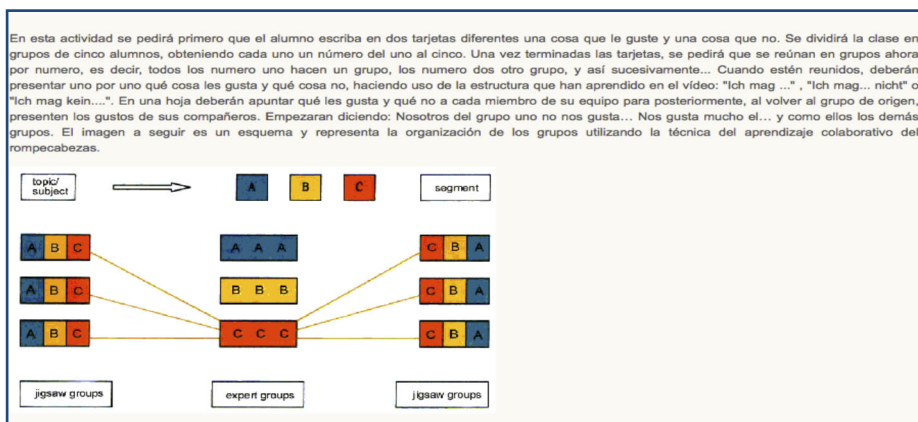 En esta actividad se pedirá primero que el alumno escriba en dos tarjetas diferentes una cosa que le guste y una cosa que no. Se dividirá la clase en
grupos de cinco alumnos, obteniendo cada uno un número del uno al cinco. Una vez terminadas las tarjetas, se pedirá que se reúnan en grupos ahora
por numero, es decir, todos los numero uno hacen un grupo, los numero dos otro grupo, y así sucesivamente... Cuando estén reunidos, deberán
presentar uno por uno qué cosa les gusta y qué cosa no, haciendo uso de la estructura que han aprendido en el vídeo: "Ich mag ..." , "Ich mag... nicht" o
"Ich mag kein....". En una hoja deberán apuntar qué les gusta y qué no a cada miembro de su equipo para posteriormente, al volver al grupo de origen,
presenten los gustos de sus compañeros. Empezaran diciendo: Nosotros del grupo uno no nos gusta... Nos gusta mucho el... y como ellos los demás
grupos. El imagen a seguir es un esquema y representa la organización de los grupos utilizando la técnica del aprendizaje colaborativo del
rompecabezas.
topic/
subject
A B C
segment
A B C
A A A
C B A
A B C
B B B
C B A
A B C
C C C
C B A
jigsaw groups
expert groups
jigsaw groups